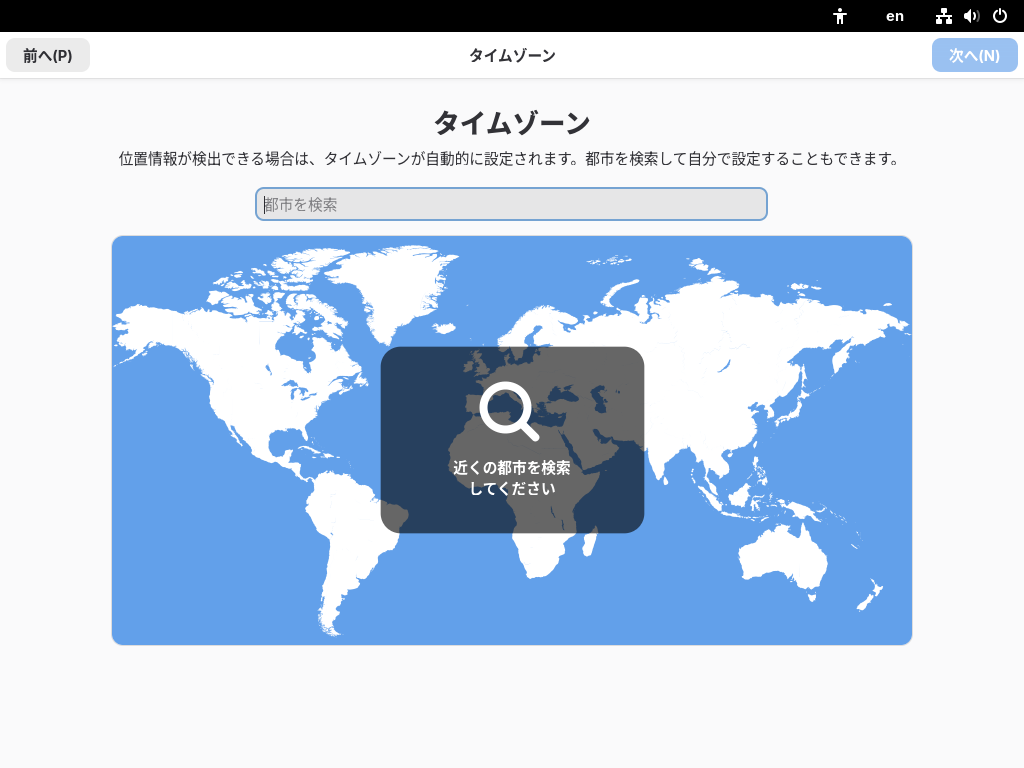 en
前へ(P)
タイムゾーン
次へ(N)
タイムゾーン
位置情報が検出できる場合は、タイムゾーンが自動的に設定されます。都市を検索して自分で設定することもできます。
都市を検索
近くの都市を検索
してください